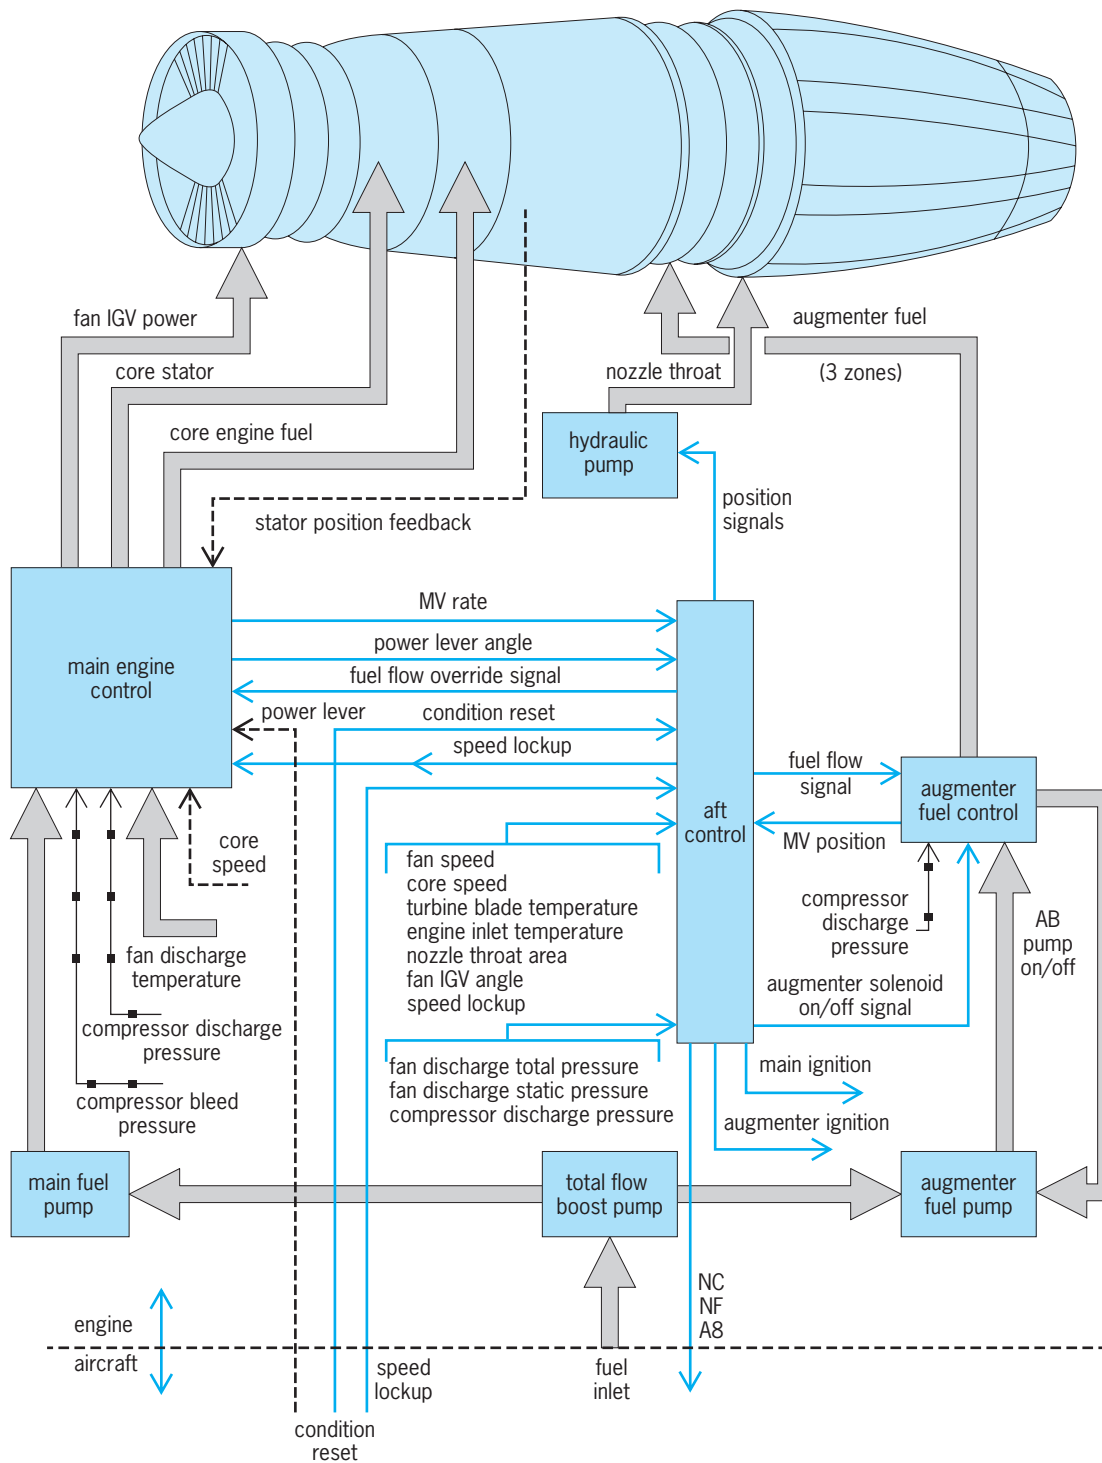 fan IGV power
core stator
core engine fuel
stator position feedback
nozzle throat
augmenter fuel
(3 zones)
hydraulic
pump
position
signals
main engine
control
MV rate
power lever angle
fuel flow override signal
power lever
condition reset
speed lockup
aft
control
fuel flow
signal
MV position
augmenter
fuel control
core
speed
fan speed
core speed
turbine blade temperature
engine inlet temperature
nozzle throat area
fan IGV angle
speed lockup
compressor
discharge
pressure
AB
pump
on/off
fan discharge
temperature
augmenter solenoid
on/off signal
compressor discharge
pressure
fan discharge total pressure
fan discharge static pressure
compressor discharge pressure
main ignition
compressor bleed
pressure
augmenter ignition
main fuel
pump
total flow
boost pump
augmenter
fuel pump
NC
NF
A8
engine
aircraft
speed
lockup
fuel
inlet
condition
reset